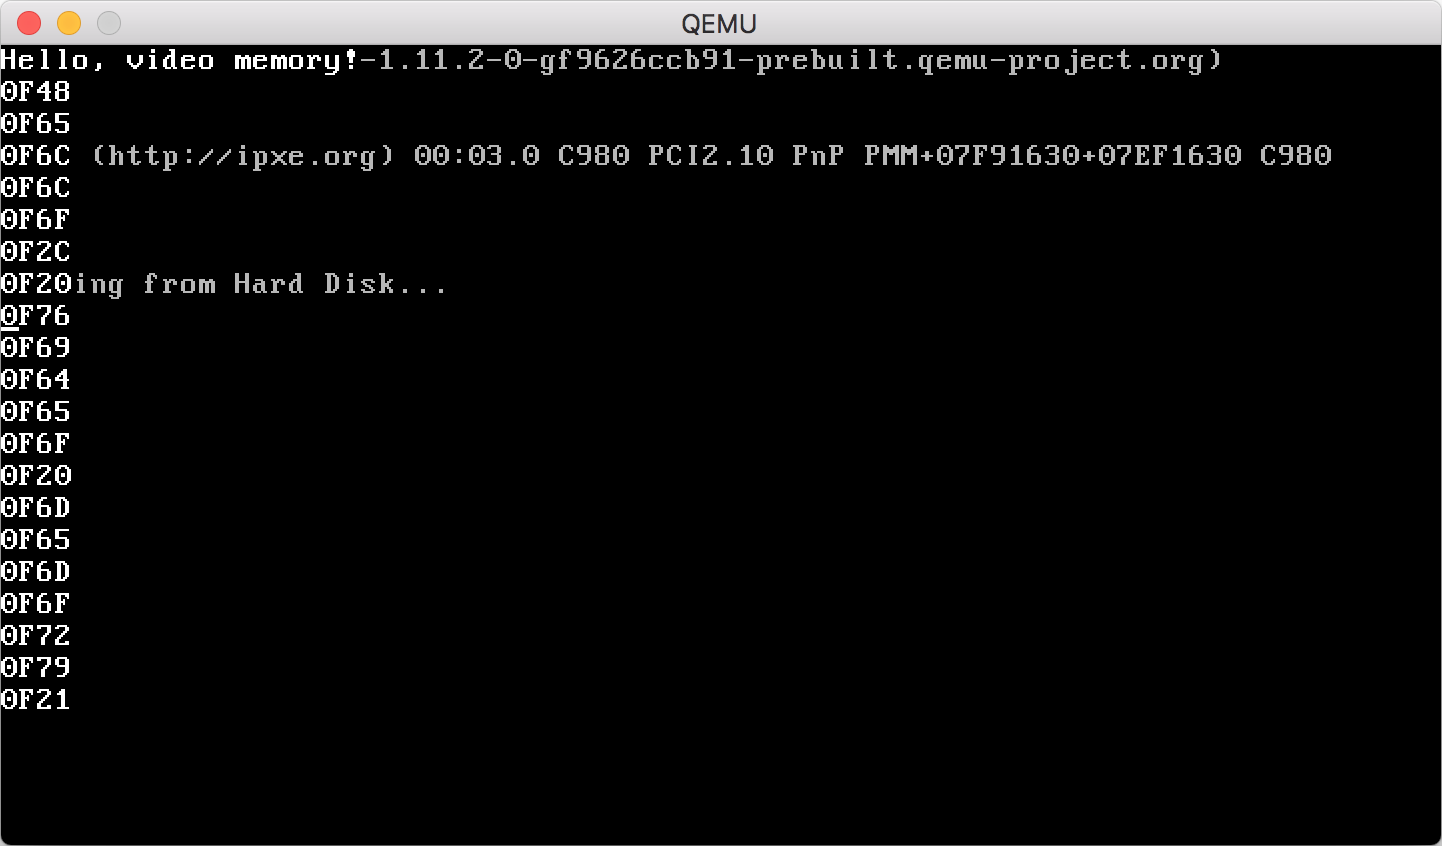 QEMU
Hello, video memory!-1.11.2-0-gf9626ccb91-prebuilt.qemu-project.org)
0F48
0F65
0F6C (http://ipxe.org) 00:03.0 C980 PCI2.10 PnP PMM+07F91630+07EF1630 C980
0F6C
0F6F
0F2C
0F20ing from Hard Disk...
0F76
0F69
0F64
0F65
0F6F
0F20
0F6D
0F65
0F6D
0F6F
0F72
0F79
0F21